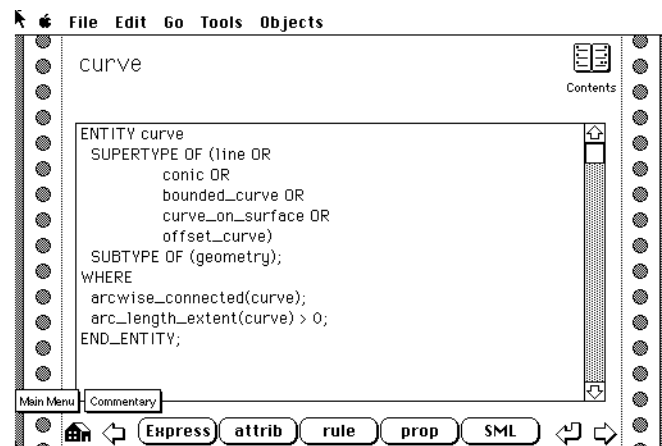 File Edit Go Tools Objects
curve
Contents
ENTITY curve
SUPERTYPE OF (line OR
conic OR
bounded_curve OR
curve_on_surface OR
offset_curve)
SUBTYPE OF (geometry);
WHERE
arcwise_connected(curve);
arc_length_extent(curve) > 0;
END_ENTITY;
Main Menu Commentary
Express attrib rule prop SML